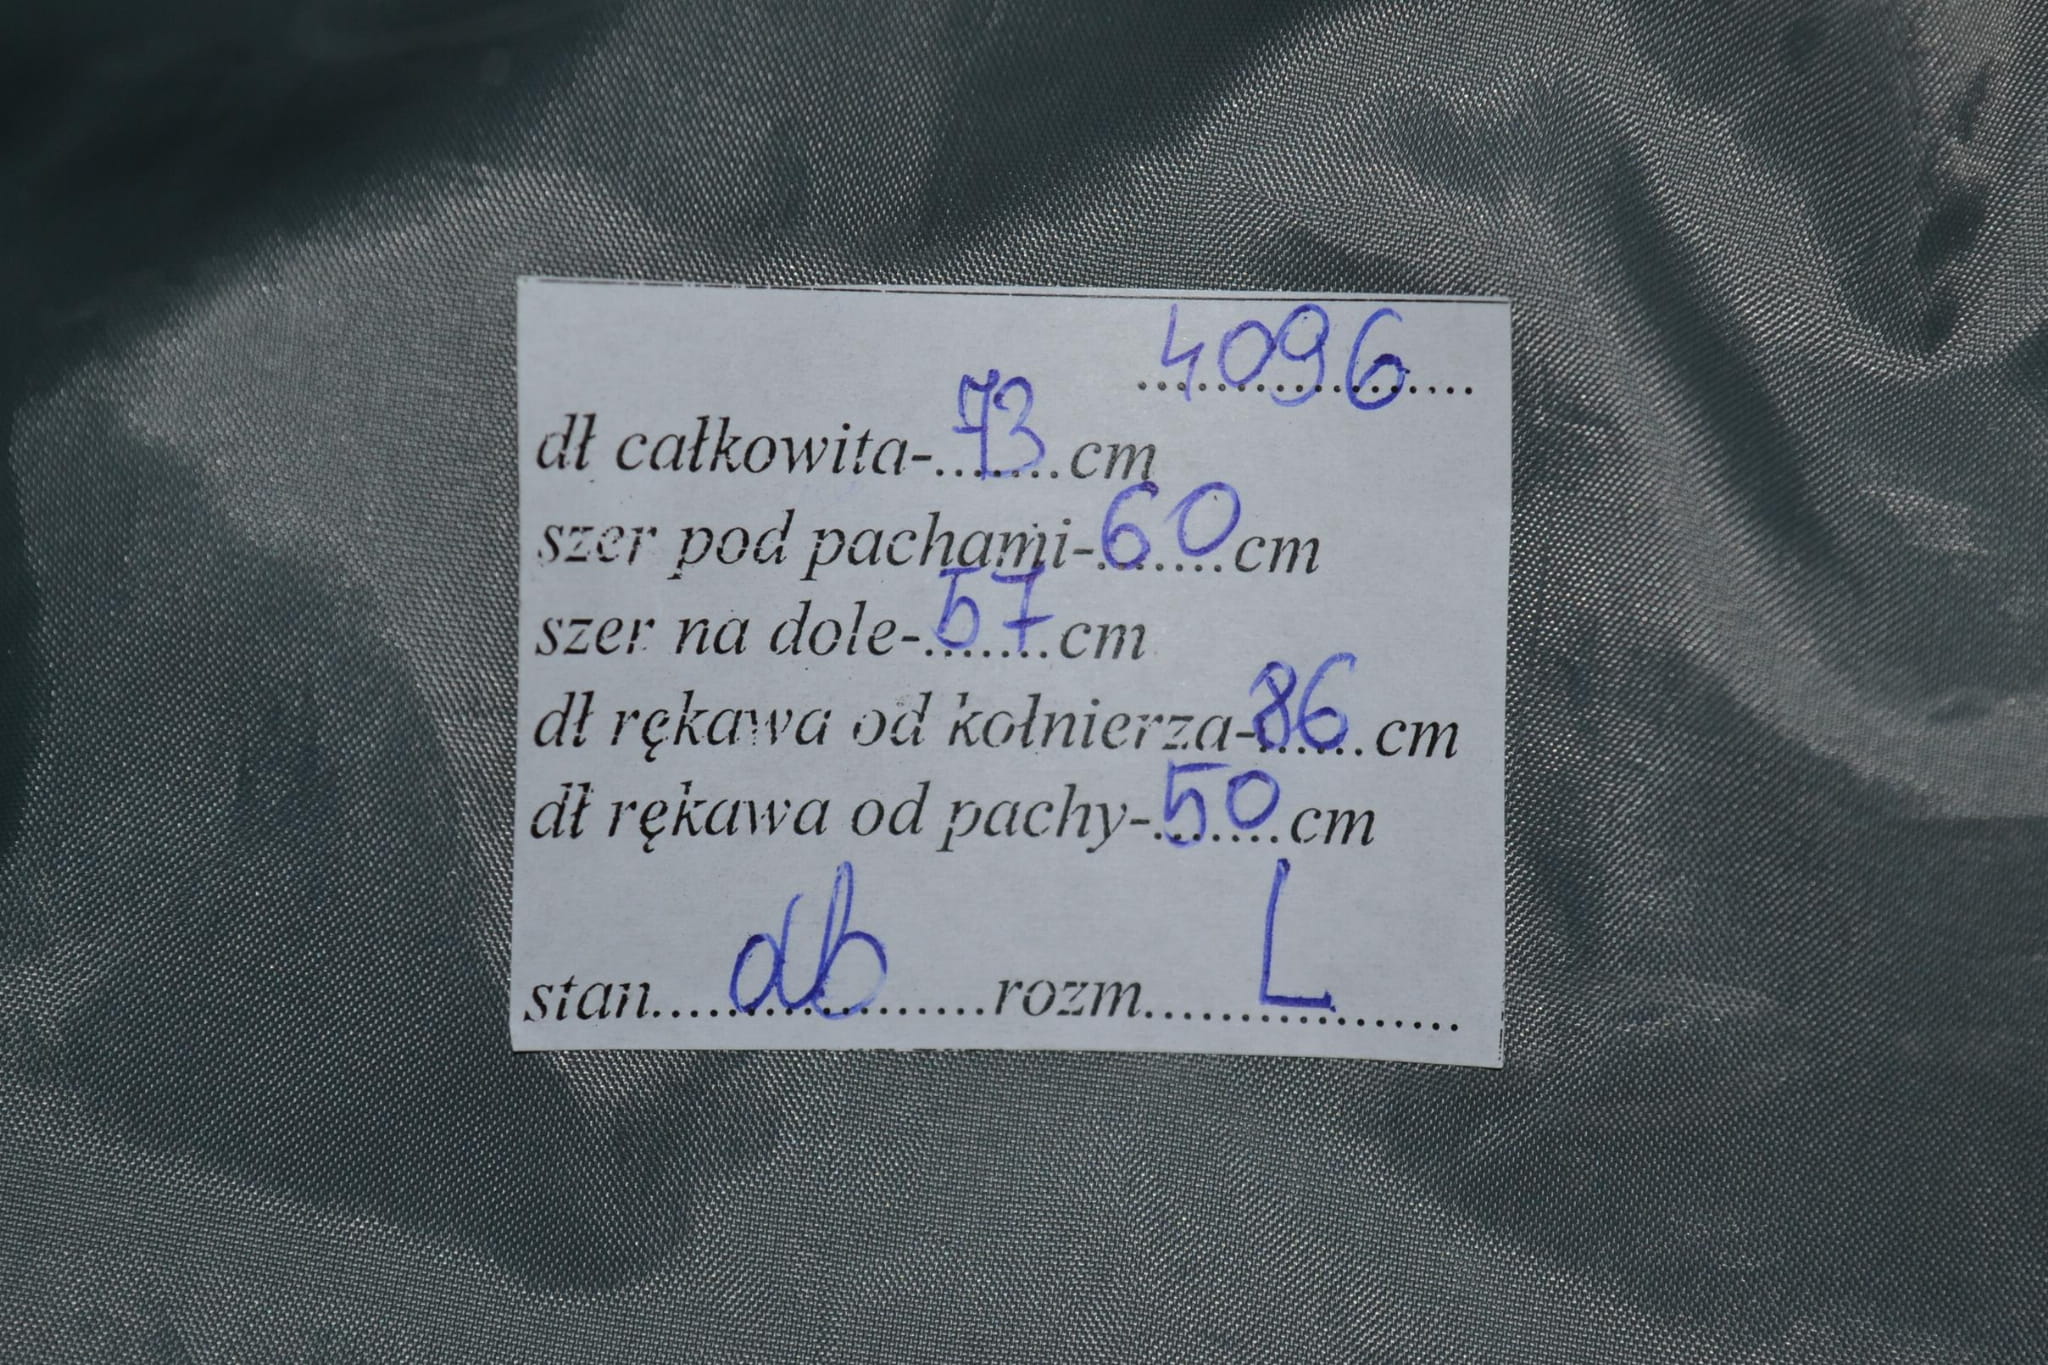 4096
dł całkowita-73cm
szer pod pachami-60cm
szer na dole-57cm
dł rękawa od kołnierza-86cm
dł rękawa od pachy-50cm
stan....db....rozm....L....